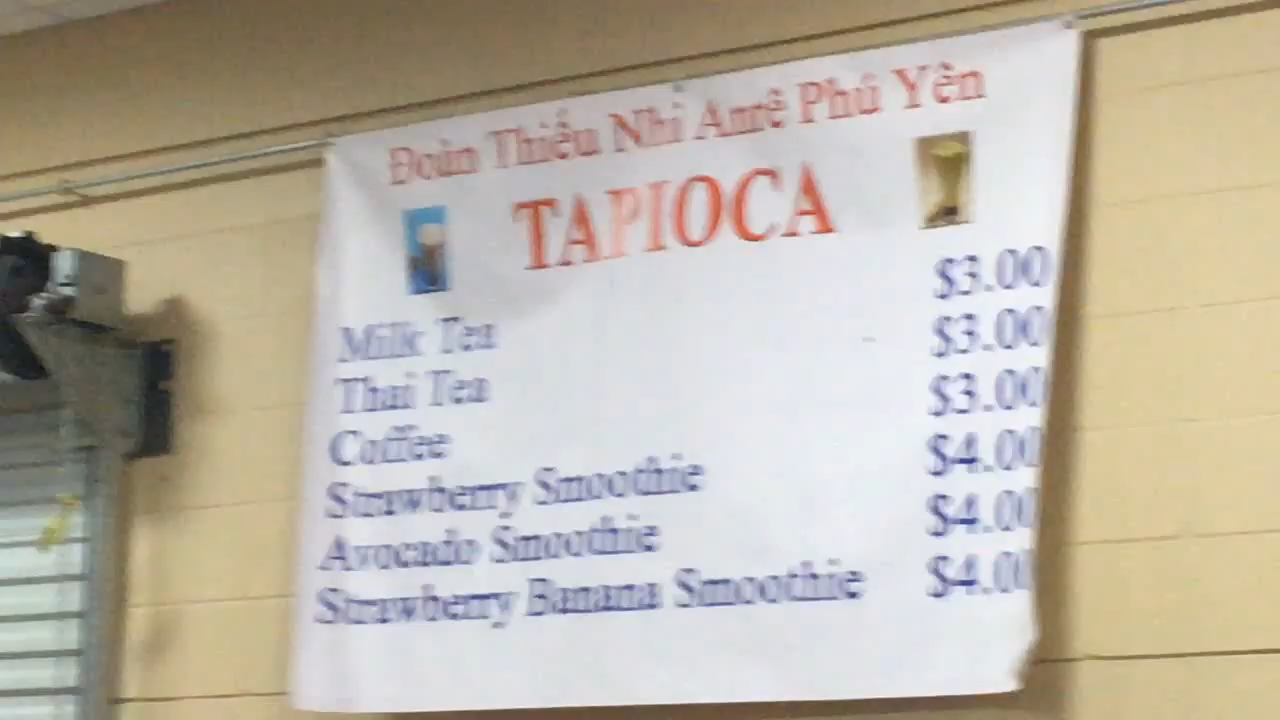 Đoàn Thiếu Nhi Anrê Phú Yên
TAPIOCA
Milk Tea $3.00
Thai Tea $3.00
Coffee $3.00
Strawberry Smoothie $4.00
Avocado Smoothie $4.00
Strawberry Banana Smoothie $4.00